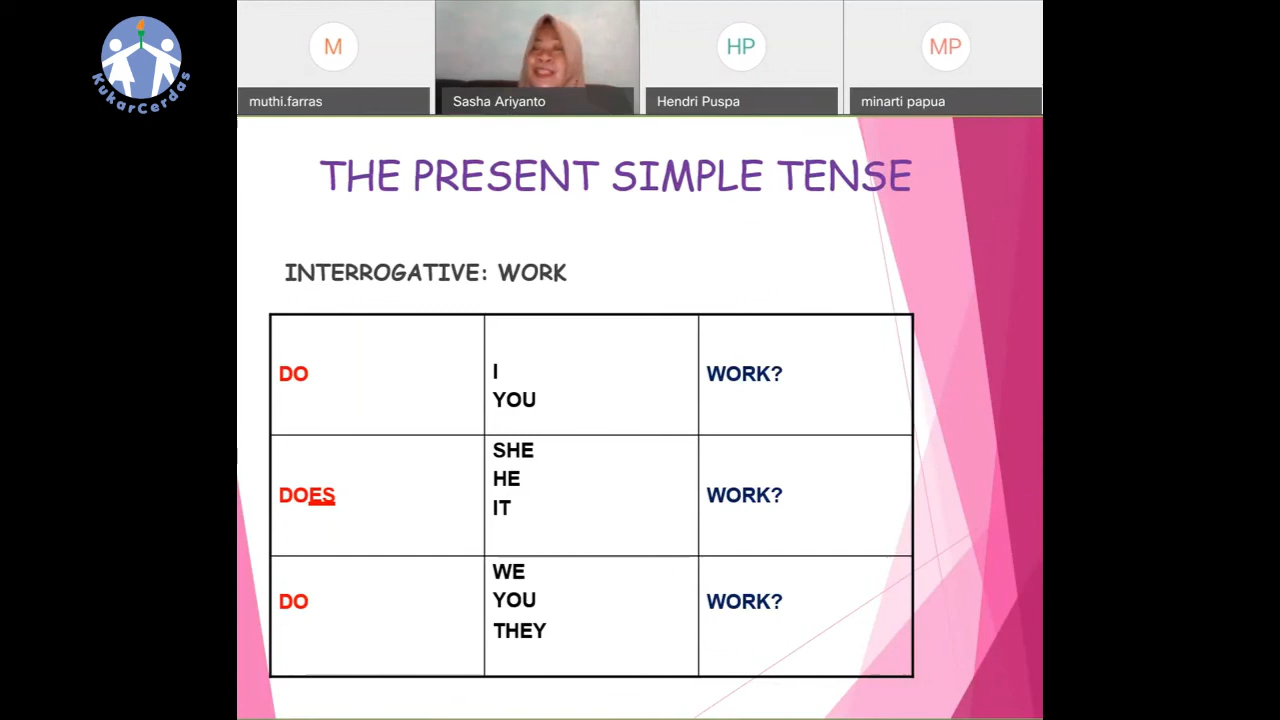 KukarCerdas
M
HP
MP
muthi.farras
Sasha Ariyanto
Hendri Puspa
minarti papua
THE PRESENT SIMPLE TENSE
INTERROGATIVE: WORK
DO
I
YOU
WORK?
DOES
SHE
HE
IT
WORK?
DO
WE
YOU
THEY
WORK?